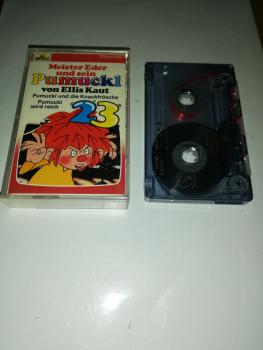 Meister Eder
und sein
Pumuckl
von Ellis Kaut
Pumuckl und die Knackfrösche
Pumuckl
wird reich
23